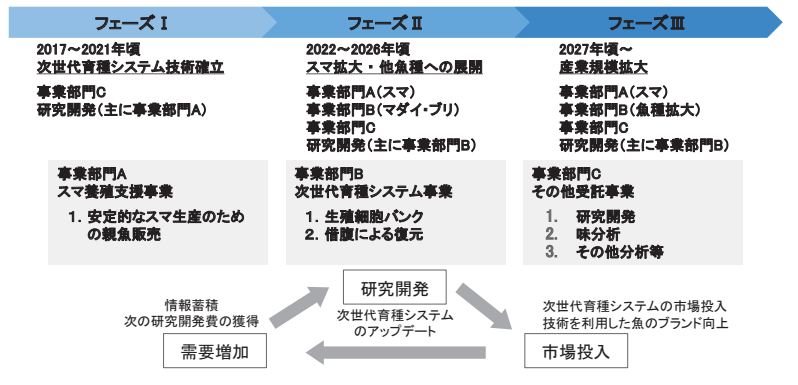 フェーズⅠ
2017～2021年頃
次世代育種システム技術確立
事業部門C
研究開発(主に事業部門A)
フェーズⅡ
2022～2026年頃
スマ拡大・他魚種への展開
事業部門A(スマ)
事業部門B(マダイ・ブリ)
事業部門C
研究開発(主に事業部門B)
フェーズⅢ
2027年頃～
産業規模拡大
事業部門A(スマ)
事業部門B(魚種拡大)
事業部門C
研究開発(主に事業部門B)
事業部門A
スマ養殖支援事業
1. 安定的なスマ生産のため
の親魚販売
事業部門B
次世代育種システム事業
1. 生殖細胞バンク
2. 借腹による復元
事業部門C
その他受託事業
1. 研究開発
2. 味分析
3. その他分析等
研究開発
次世代育種システム
のアップデート
情報蓄積
次の研究開発費の獲得
需要増加
次世代育種システムの市場投入
技術を利用した魚のブランド向上
市場投入